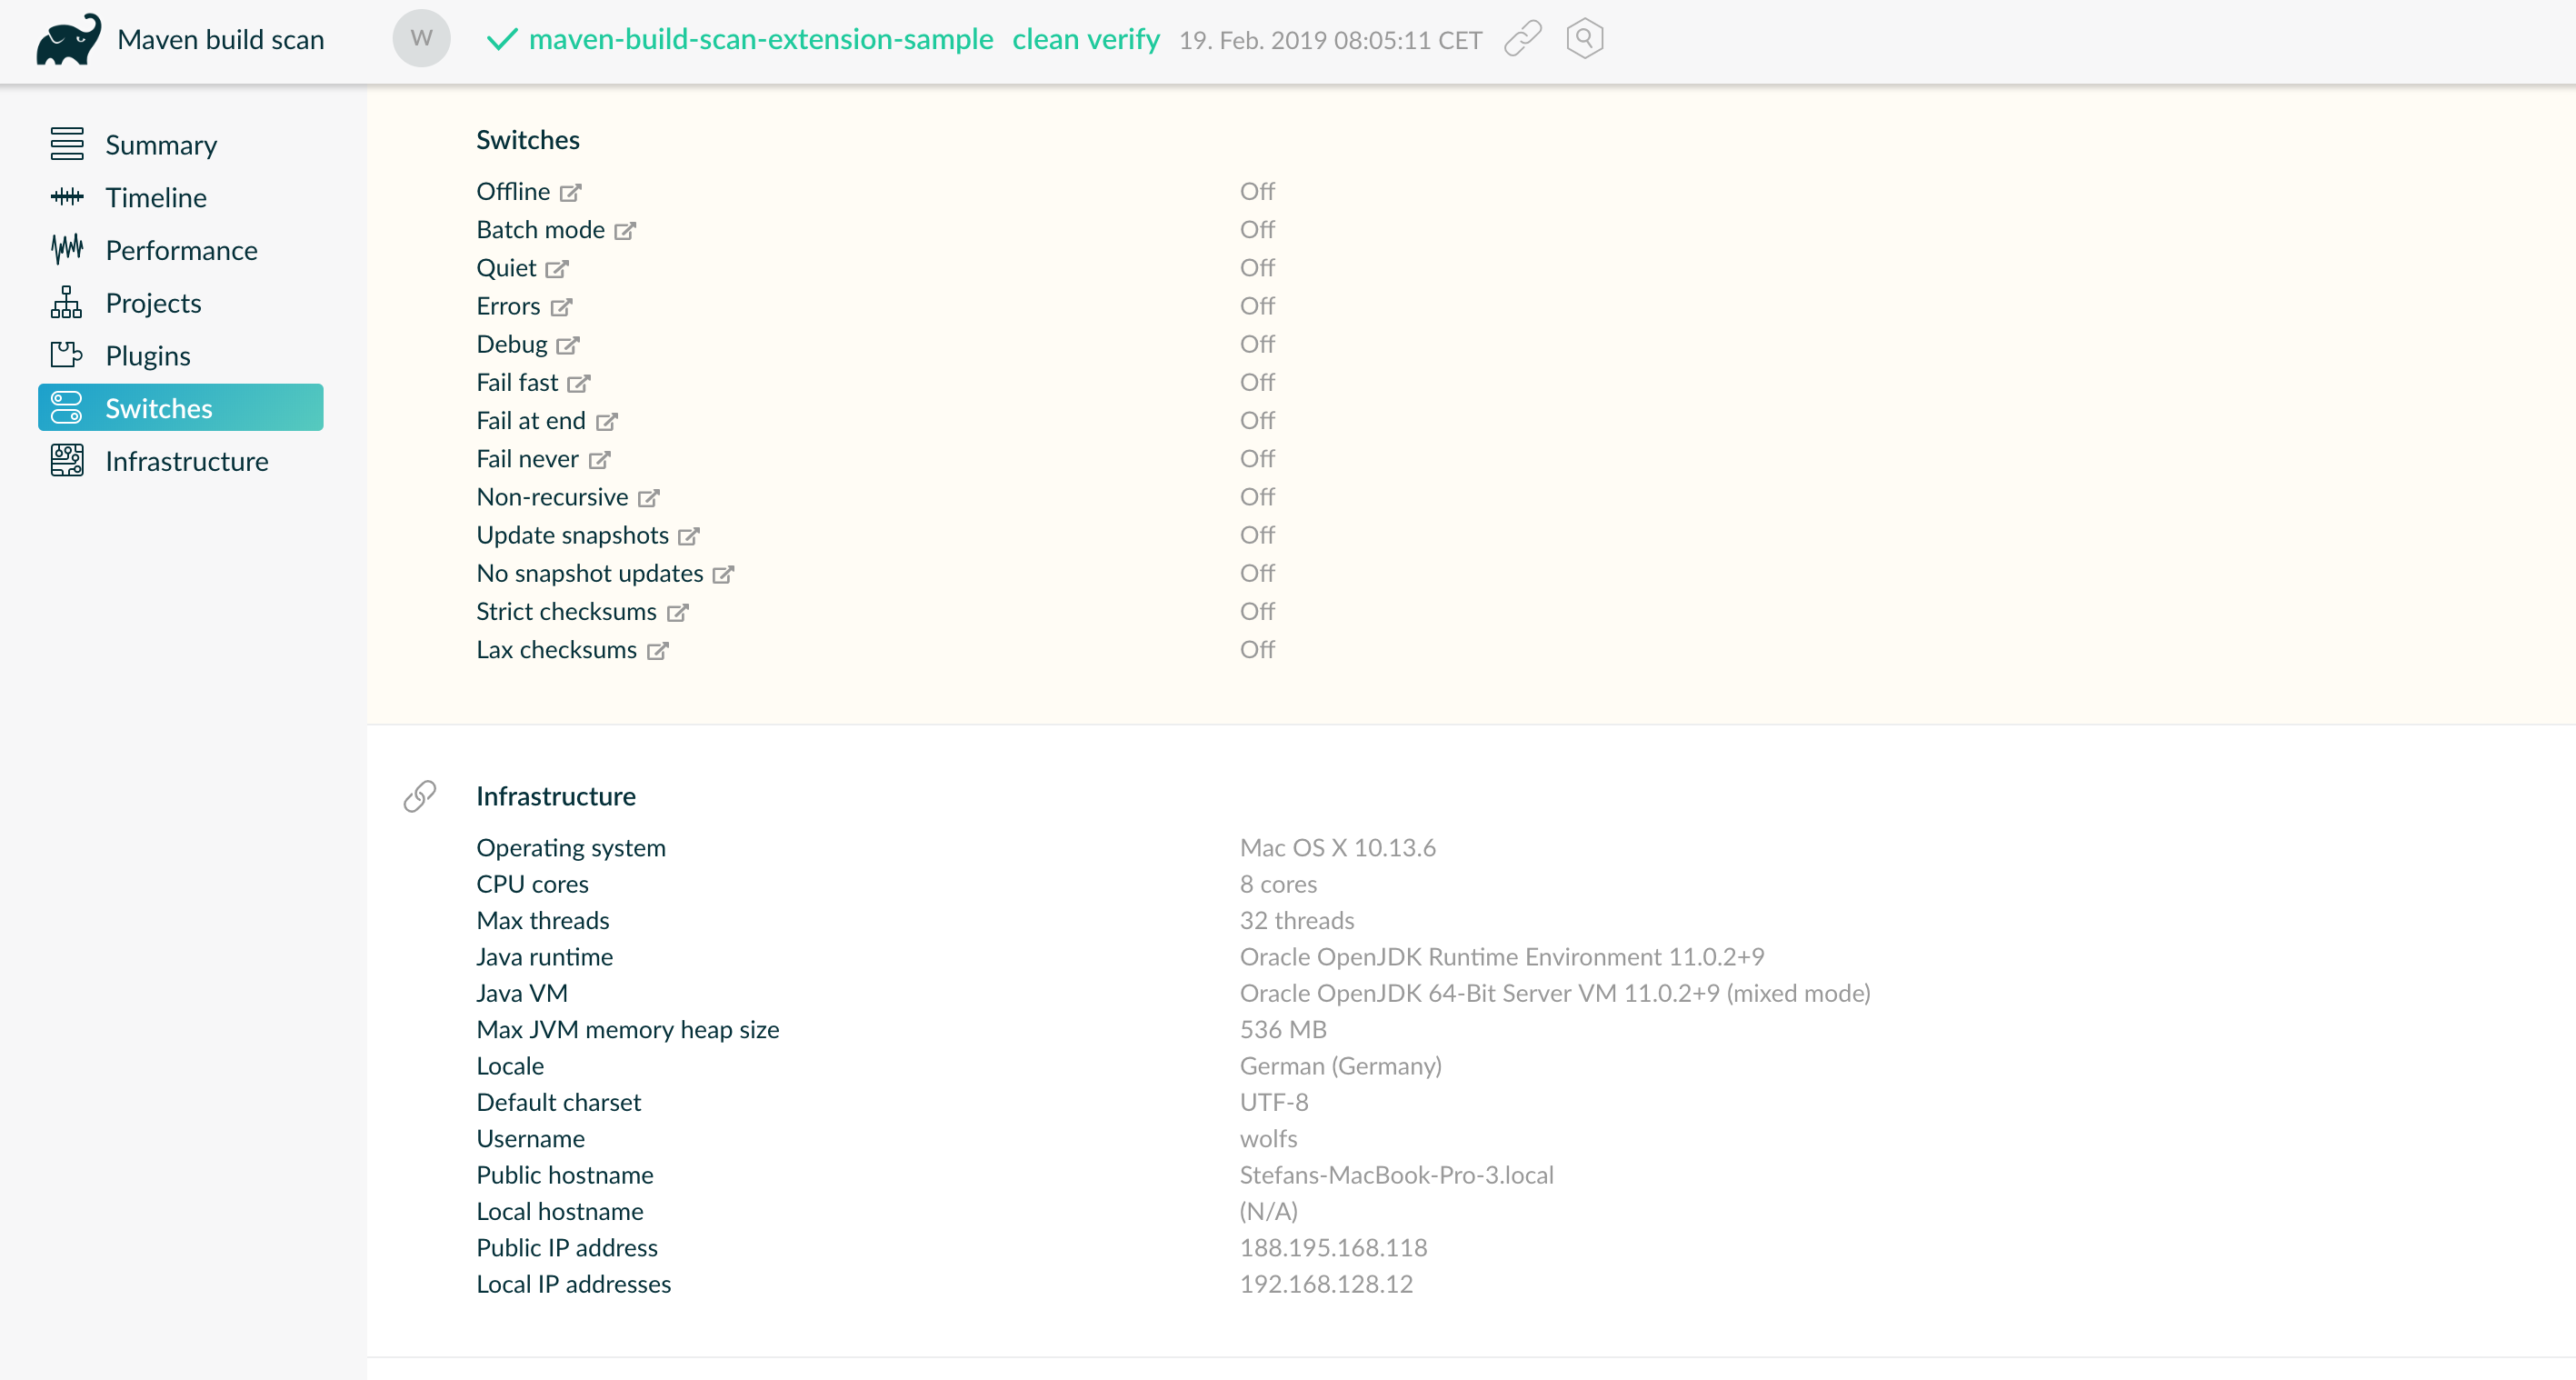 Maven build scan
W
maven-build-scan-extension-sample clean verify 19. Feb. 2019 08:05:11 CET
Summary
Timeline
Performance
Projects
Plugins
Switches
Infrastructure
Switches
Offline Off
Batch mode Off
Quiet Off
Errors Off
Debug Off
Fail fast Off
Fail at end Off
Fail never Off
Non-recursive Off
Update snapshots Off
No snapshot updates Off
Strict checksums Off
Lax checksums Off
Infrastructure
Operating system Mac OS X 10.13.6
CPU cores 8 cores
Max threads 32 threads
Java runtime Oracle OpenJDK Runtime Environment 11.0.2+9
Java VM Oracle OpenJDK 64-Bit Server VM 11.0.2+9 (mixed mode)
Max JVM memory heap size 536 MB
Locale German (Germany)
Default charset UTF-8
Username wolfs
Public hostname Stefans-MacBook-Pro-3.local
Local hostname (N/A)
Public IP address 188.195.168.118
Local IP addresses 192.168.128.12